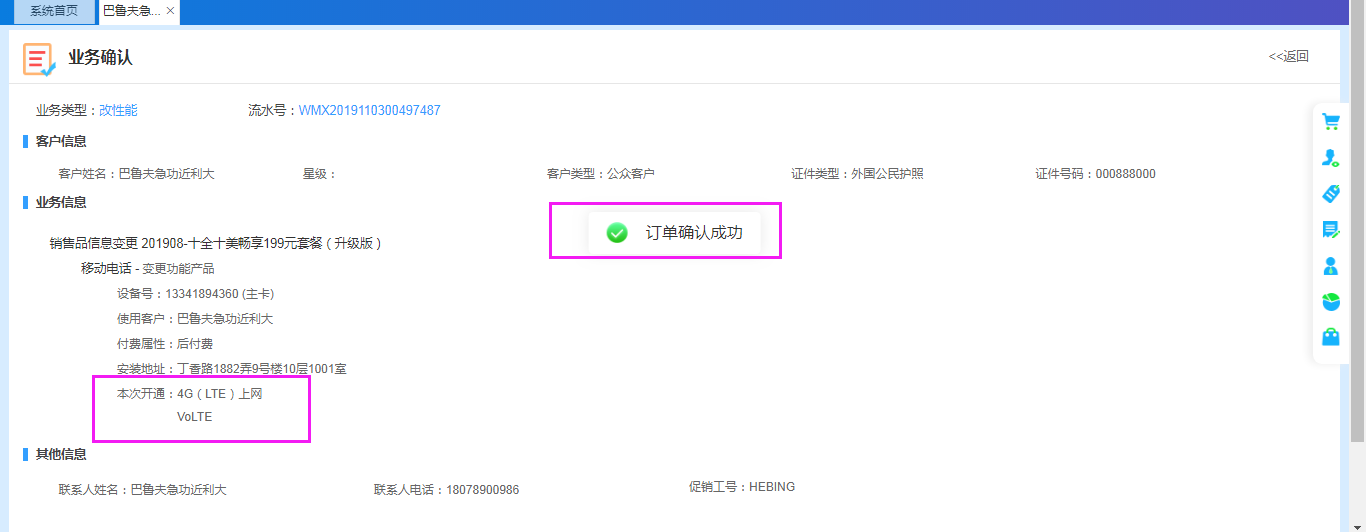 系统首页 巴鲁夫急... ×
业务确认 <<返回
业务类型：改性能 流水号：WMX2019110300497487
客户信息
客户姓名：巴鲁夫急功近利大 星级： 客户类型：公众客户 证件类型：外国公民护照 证件号码：000888000
业务信息
订单确认成功
销售品信息变更 201908-十全十美畅享199元套餐（升级版）
移动电话 - 变更功能产品
设备号：13341894360 (主卡)
使用客户：巴鲁夫急功近利大
付费属性：后付费
安装地址：丁香路1882弄9号楼10层1001室
本次开通：4G（LTE）上网
VoLTE
其他信息
联系人姓名：巴鲁夫急功近利大 联系人电话：18078900986 促销工号：HEBING